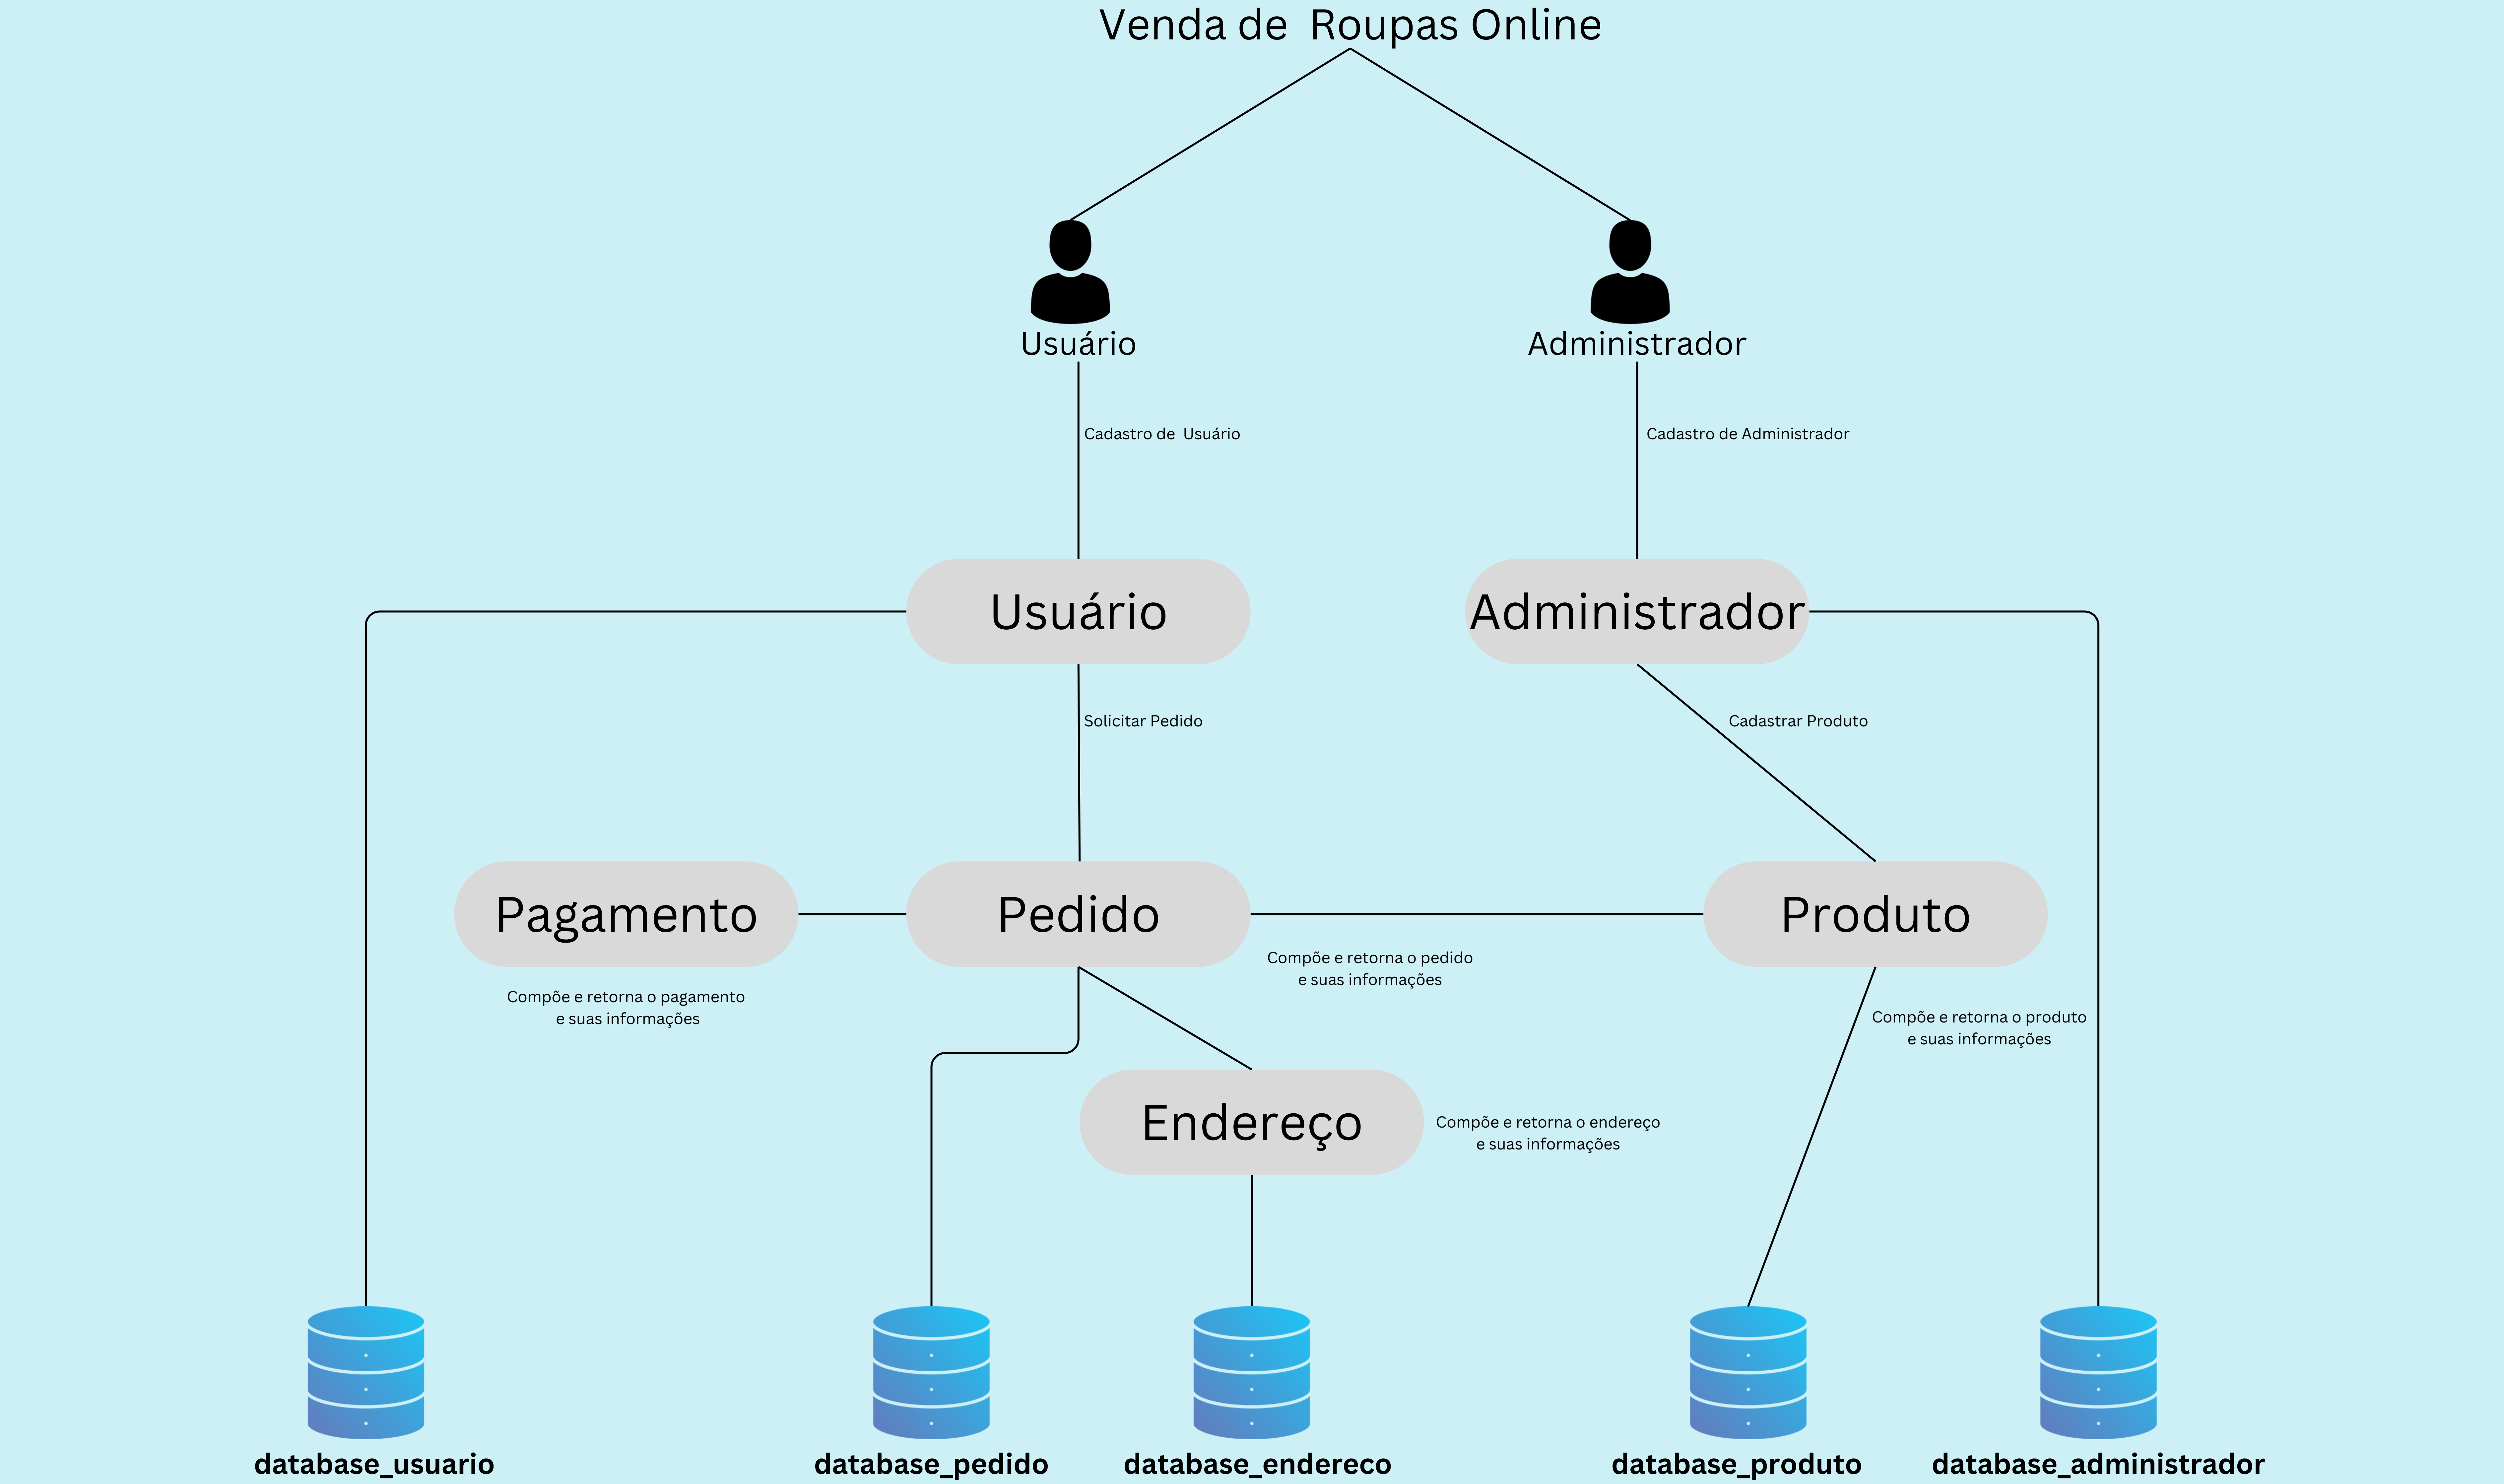 Venda de  Roupas Online
Usuário
Administrador
Cadastro de  Usuário
Cadastro de Administrador
Usuário
Administrador
Solicitar Pedido
Cadastrar Produto
Pagamento
Pedido
Produto
Compõe e retorna o pedido
e suas informações
Compõe e retorna o pagamento
e suas informações
Compõe e retorna o produto
e suas informações
Endereço
Compõe e retorna o endereço
e suas informações
database_usuario
database_pedido
database_endereco
database_produto
database_administrador